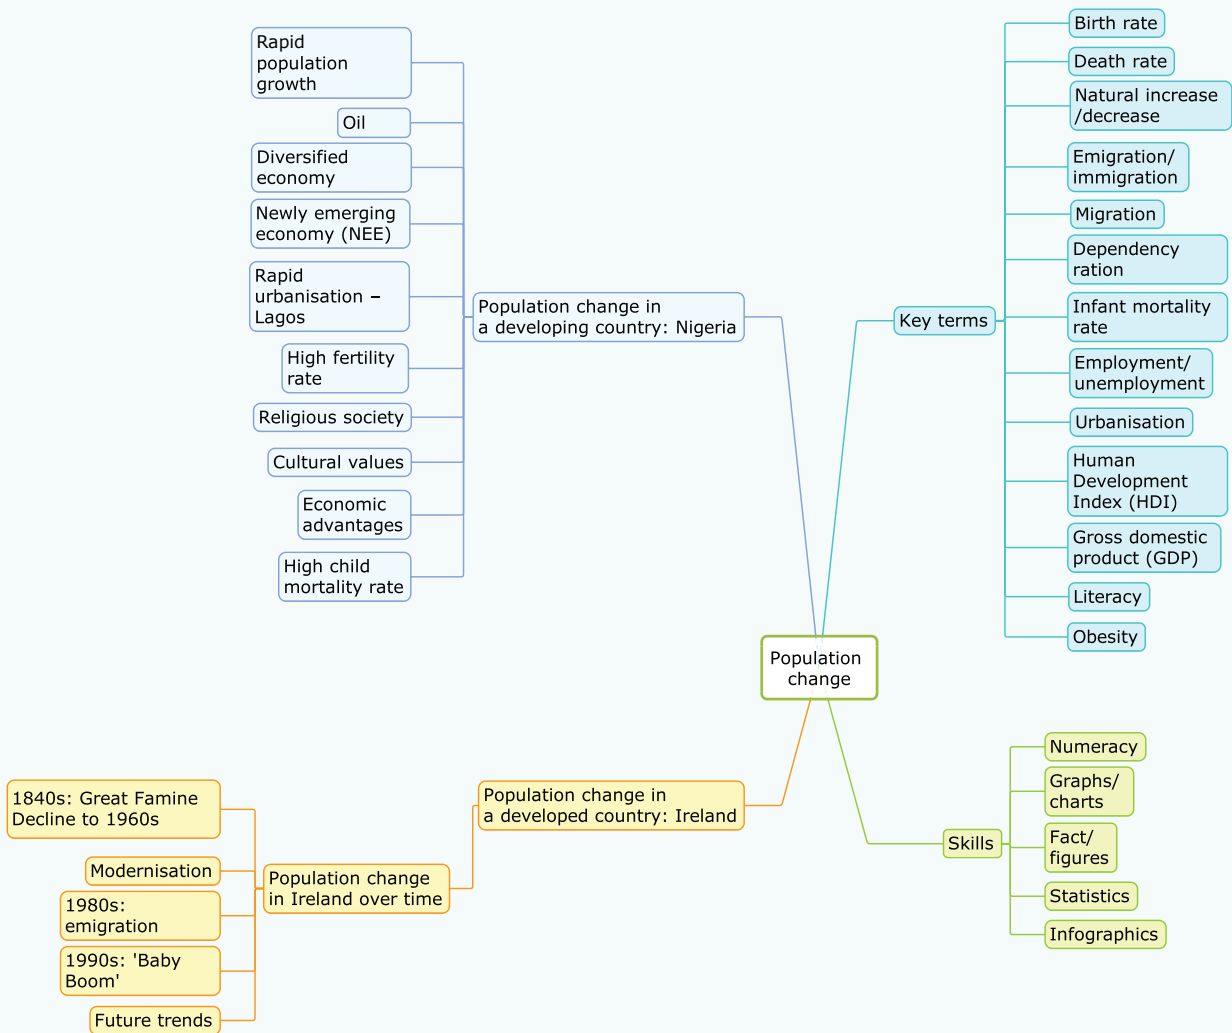 Population
change
Population change in
a developing country: Nigeria
Rapid
population
growth
Oil
Diversified
economy
Newly emerging
economy (NEE)
Rapid
urbanisation –
Lagos
High fertility
rate
Religious society
Cultural values
Economic
advantages
High child
mortality rate
Key terms
Birth rate
Death rate
Natural increase
/decrease
Emigration/
immigration
Migration
Dependency
ration
Infant mortality
rate
Employment/
unemployment
Urbanisation
Human
Development
Index (HDI)
Gross domestic
product (GDP)
Literacy
Obesity
Population change in
a developed country: Ireland
Population change
in Ireland over time
1840s: Great Famine
Decline to 1960s
Modernisation
1980s:
emigration
1990s: 'Baby
Boom'
Future trends
Skills
Numeracy
Graphs/
charts
Fact/
figures
Statistics
Infographics